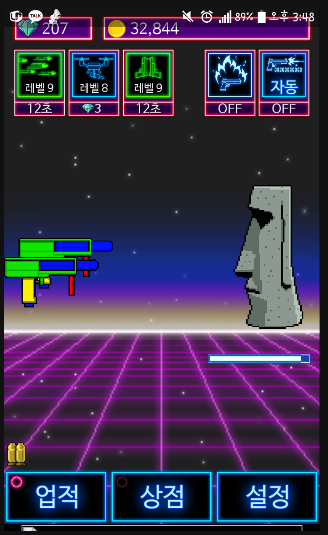 TALK 89% 오후 3:48
207 32,844
레벨 9 레벨 8 레벨 9 자동
12초 3 12초 OFF OFF
업적 상점 설정